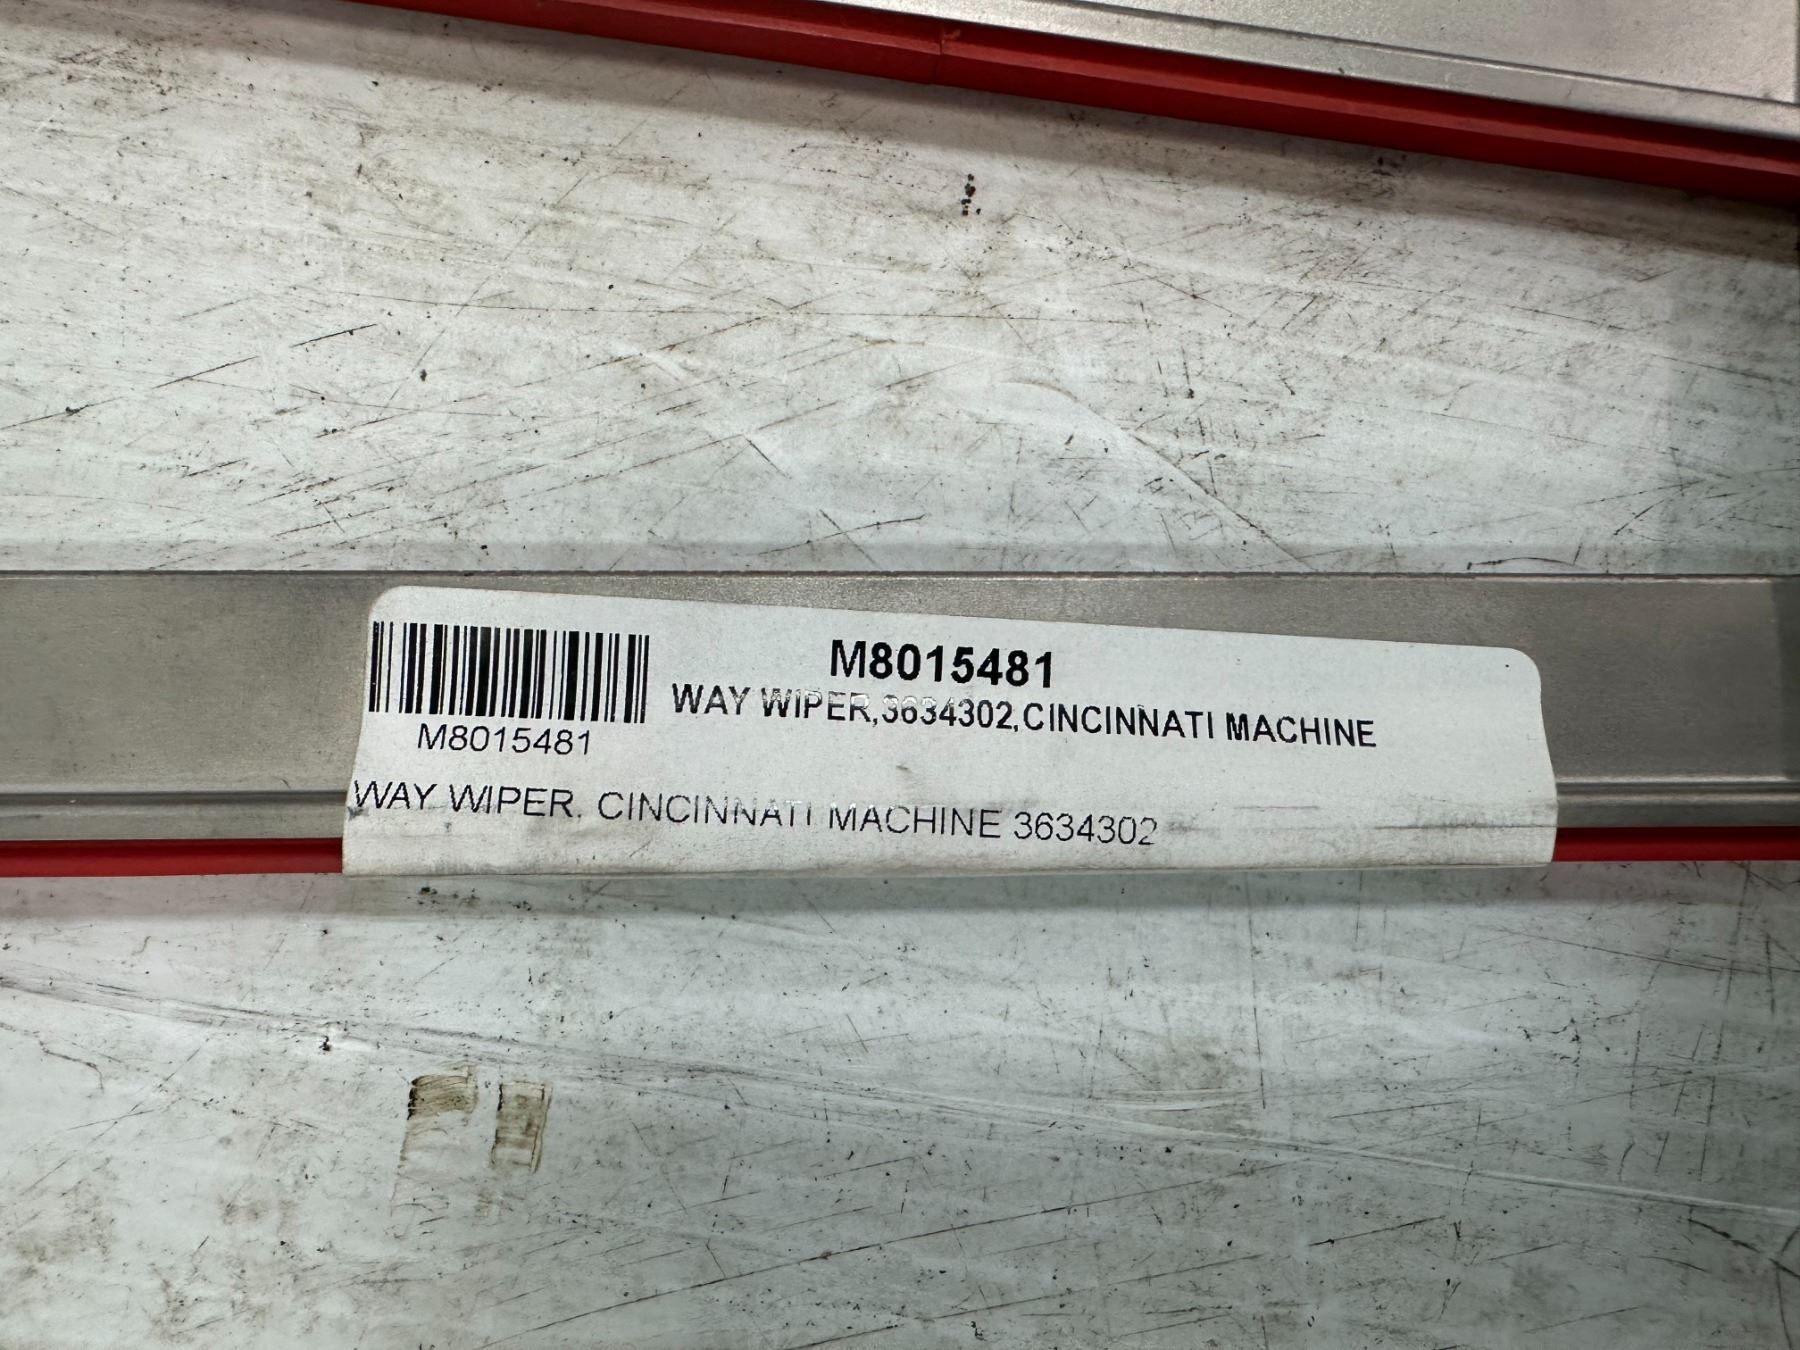 M8015481
WAY WIPER,3634302,CINCINNATI MACHINE
M8015481
WAY WIPER. CINCINNATI MACHINE 3634302